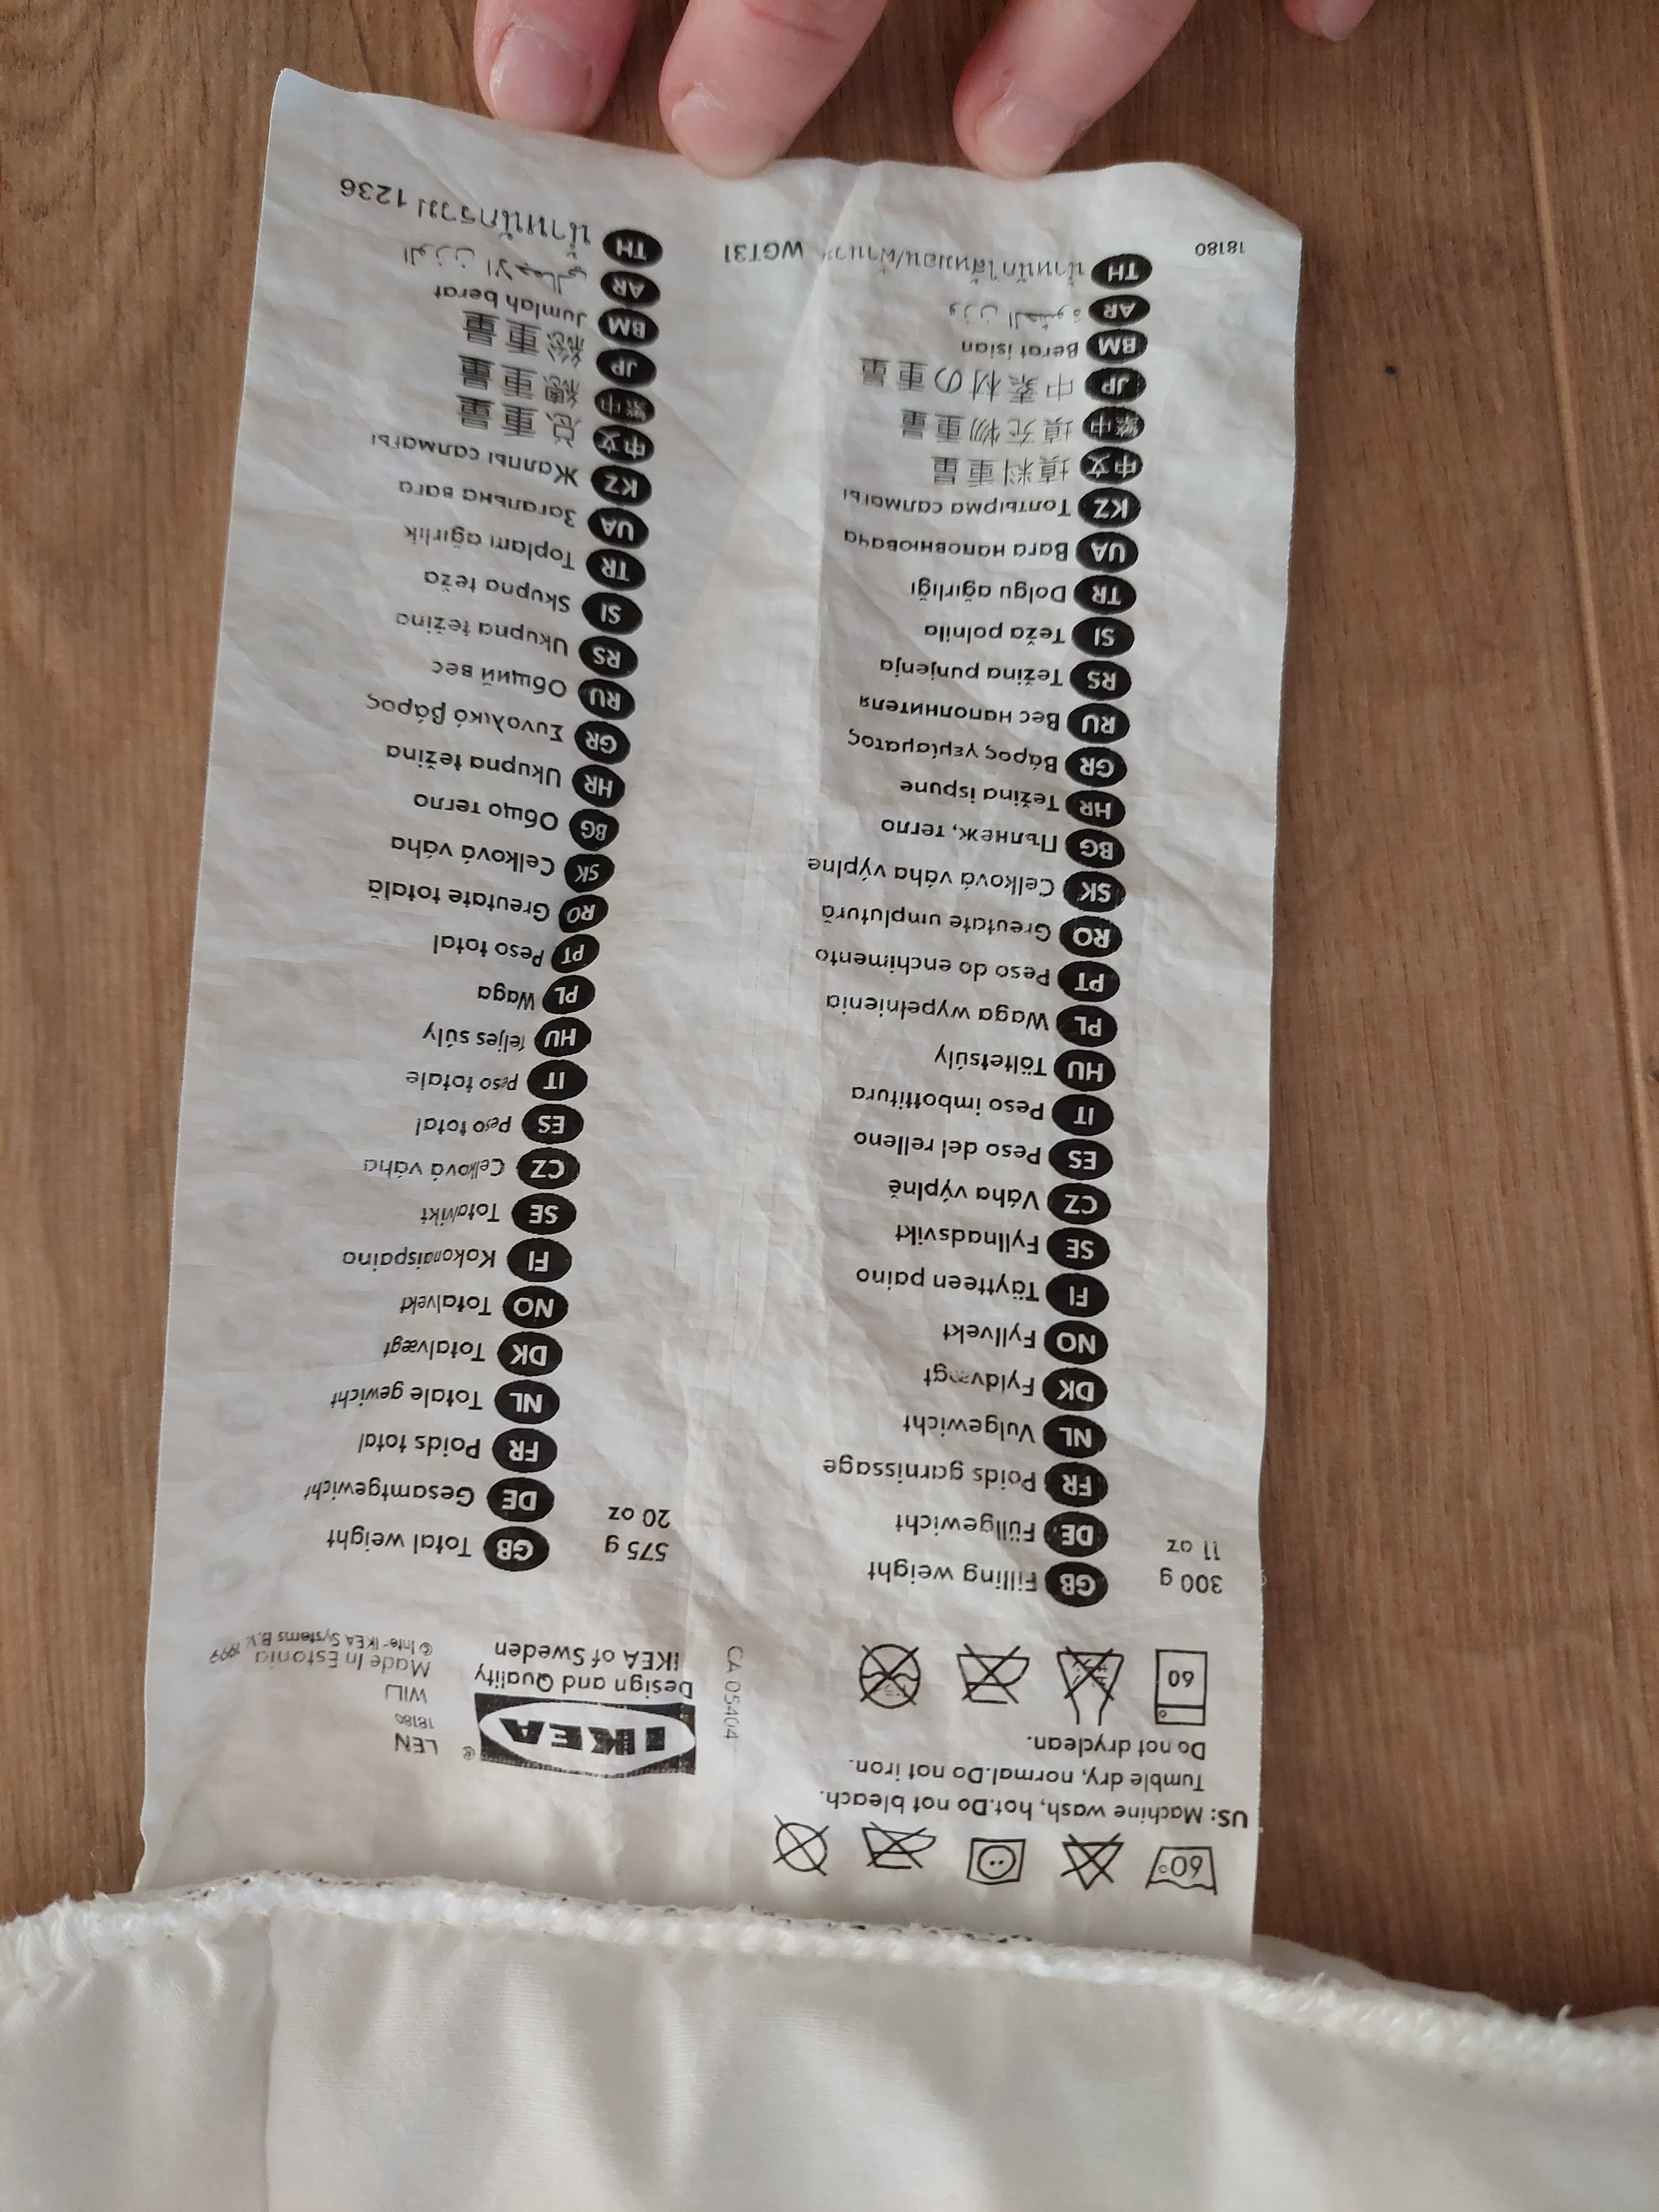 60°
US: Machine wash, hot.Do not bleach.
Tumble dry, normal.Do not iron.
Do not dryclean.
60
300 g
11 oz
GB Filling weight
DE Füllgewicht
FR Poids garnissage
NL Vulgewicht
DK Fyldvægt
NO Fyllvekt
FI Täytteen paino
SE Fyllnadsvikt
CZ Váha výplně
ES Peso del relleno
IT Peso imbottitura
HU Töltetsúly
PL Waga wypełnienia
PT Peso do enchimento
RO Greutate umplutură
SK Celková váha výplne
BG Пълнеж, тегло
HR Težina ispune
GR Βάρος γεμίσματος
RU Вес наполнителя
RS Težina punjenja
SI Teža polnila
TR Dolgu ağırlığı
UA Вага наповнювача
KZ Толтырма салмағы
中文 填料重量
繁中 填充物重量
JP 中素材の重量
BM Berat isian
AR وزن الحشوة
TH
18180
WGT31
CA 05404
IKEA ®
Design and Quality
IKEA of Sweden
LEN
18180
WILJ
Made In Estonia
© Inter-IKEA Systems B.V. 1999
575 g
20 oz
GB Total weight
DE Gesamtgewicht
FR Poids total
NL Totale gewicht
DK Totalvægt
NO Totalvekt
FI Kokonaispaino
SE Totalvikt
CZ Celková váha
ES peso total
IT peso totale
HU teljes súly
PL Waga
PT Peso total
RO Greutate totală
SK Celková váha
BG Общо тегло
HR Ukupna težina
GR Συνολικό βάρος
RU Общий вес
RS Ukupna težina
SI Skupna teža
TR Toplam ağırlık
UA Загальна вага
KZ Жалпы салмағы
中文 总重量
繁中 總重量
JP 総重量
BM Jumlah berat
AR الوزن الاجمالي
TH น้ำหนักรวม 1236